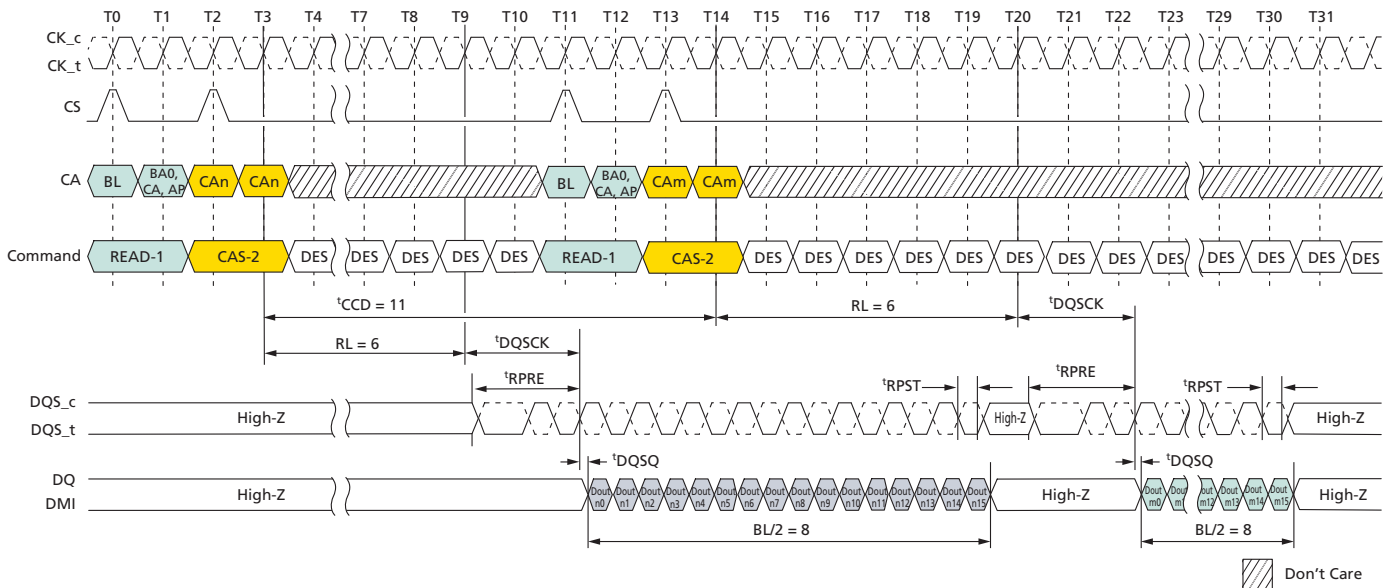 T0 T1 T2 T3 T4 T7 T8 T9 T10 T11 T12 T13 T14 T15 T16 T17 T18 T19 T20 T21 T22 T23 T29 T30 T31
CK_c
CK_t
CS
CA BL BA0, CA, AP CAn CAn BL BA0, CA, AP CAm CAm
Command READ-1 CAS-2 DES DES DES DES READ-1 CAS-2 DES DES DES DES DES DES DES DES DES DES DES DES DES
tCCD = 11 RL = 6 tDQSCK
RL = 6 tDQSCK
tRPRE tRPST tRPRE tRPST
DQS_c
DQS_t
High-Z High-Z High-Z
tDQSQ tDQSQ
DQ
DMI
High-Z Dout n0 Dout n1 Dout n2 Dout n3 Dout n4 Dout n5 Dout n6 Dout n7 Dout n8 Dout n9 Dout n10 Dout n11 Dout n12 Dout n13 Dout n14 Dout n15 High-Z Dout m0 Dout m12 Dout m13 Dout m14 Dout m15 High-Z
BL/2 = 8 BL/2 = 8
Don't Care